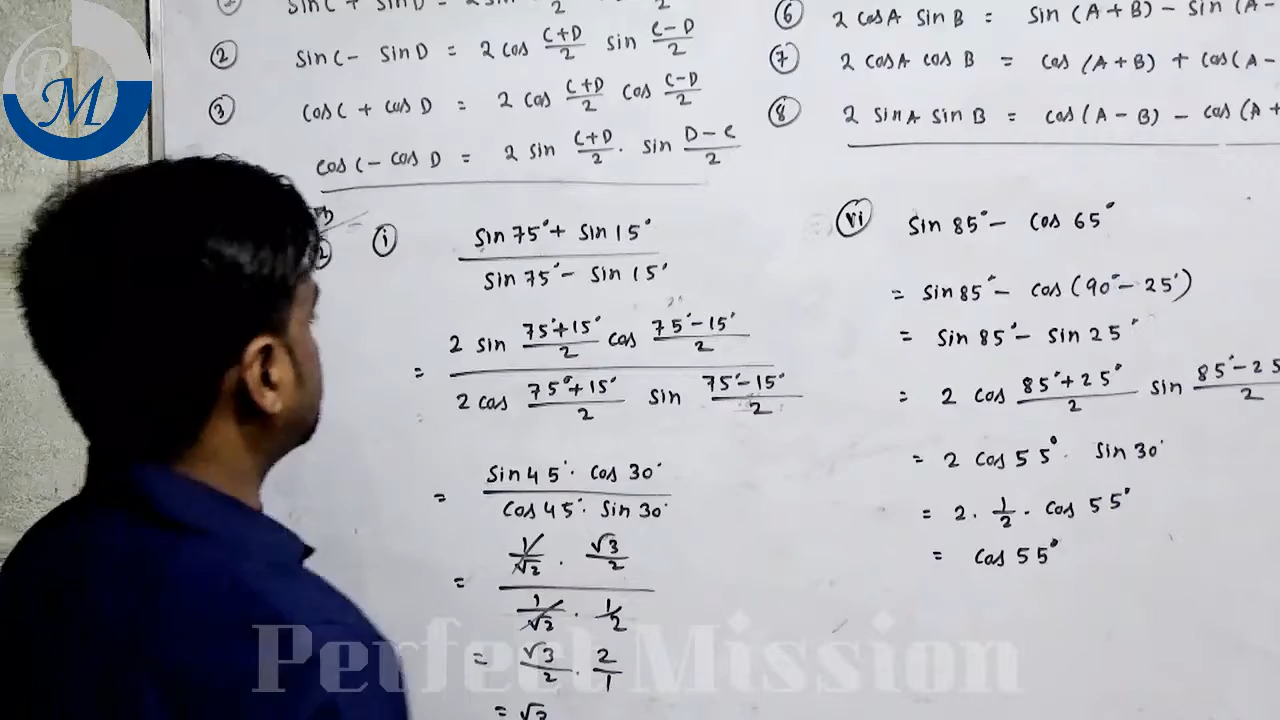 PM
sin C + sin D = 2 sin
② sin C - sin D = 2 cos (C+D)/2 sin (C-D)/2
③ cos C + cos D = 2 cos (C+D)/2 cos (C-D)/2
cos C - cos D = 2 sin (C+D)/2 . sin (D-C)/2
⑥ 2 cos A sin B = sin (A+B) - sin (A-
⑦ 2 cos A cos B = cos (A+B) + cos (A-
⑧ 2 sin A sin B = cos (A-B) - cos (A+
ⓘ (sin 75° + sin 15°)/(sin 75° - sin 15°)
= (2 sin (75°+15°)/2 cos (75°-15°)/2)/(2 cos (75°+15°)/2 sin (75°-15°)/2)
= (sin 45° . cos 30°)/(cos 45° . sin 30°)
= (1/√2 . √3/2)/(1/√2 . 1/2)
= √3/2 . 2/1
= √3
(vi) sin 85° - cos 65°
= sin 85° - cos (90° - 25°)
= sin 85° - sin 25°
= 2 cos (85°+25°)/2 sin (85°-25
/2
= 2 cos 55° . sin 30°
= 2 . 1/2 . cos 55°
= cos 55°
Perfect Mission